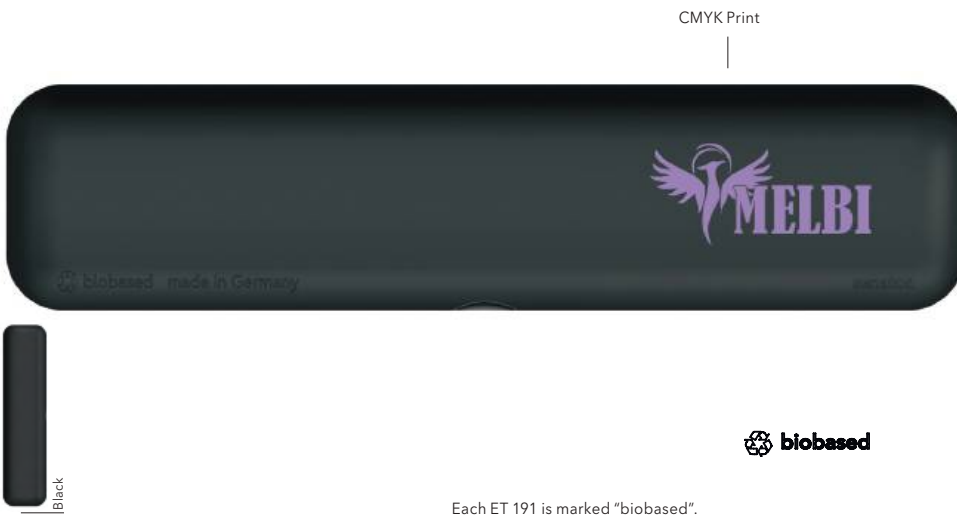 CMYK Print
MELBI
biobased made in Germany
Black
biobased
Each ET 191 is marked “biobased”.